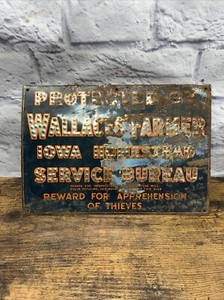 PROTECTED BY
WALLACES' FARMER
IOWA HOMESTEAD
SERVICE BUREAU
REWARD FOR APPREHENSION
OF THIEVES